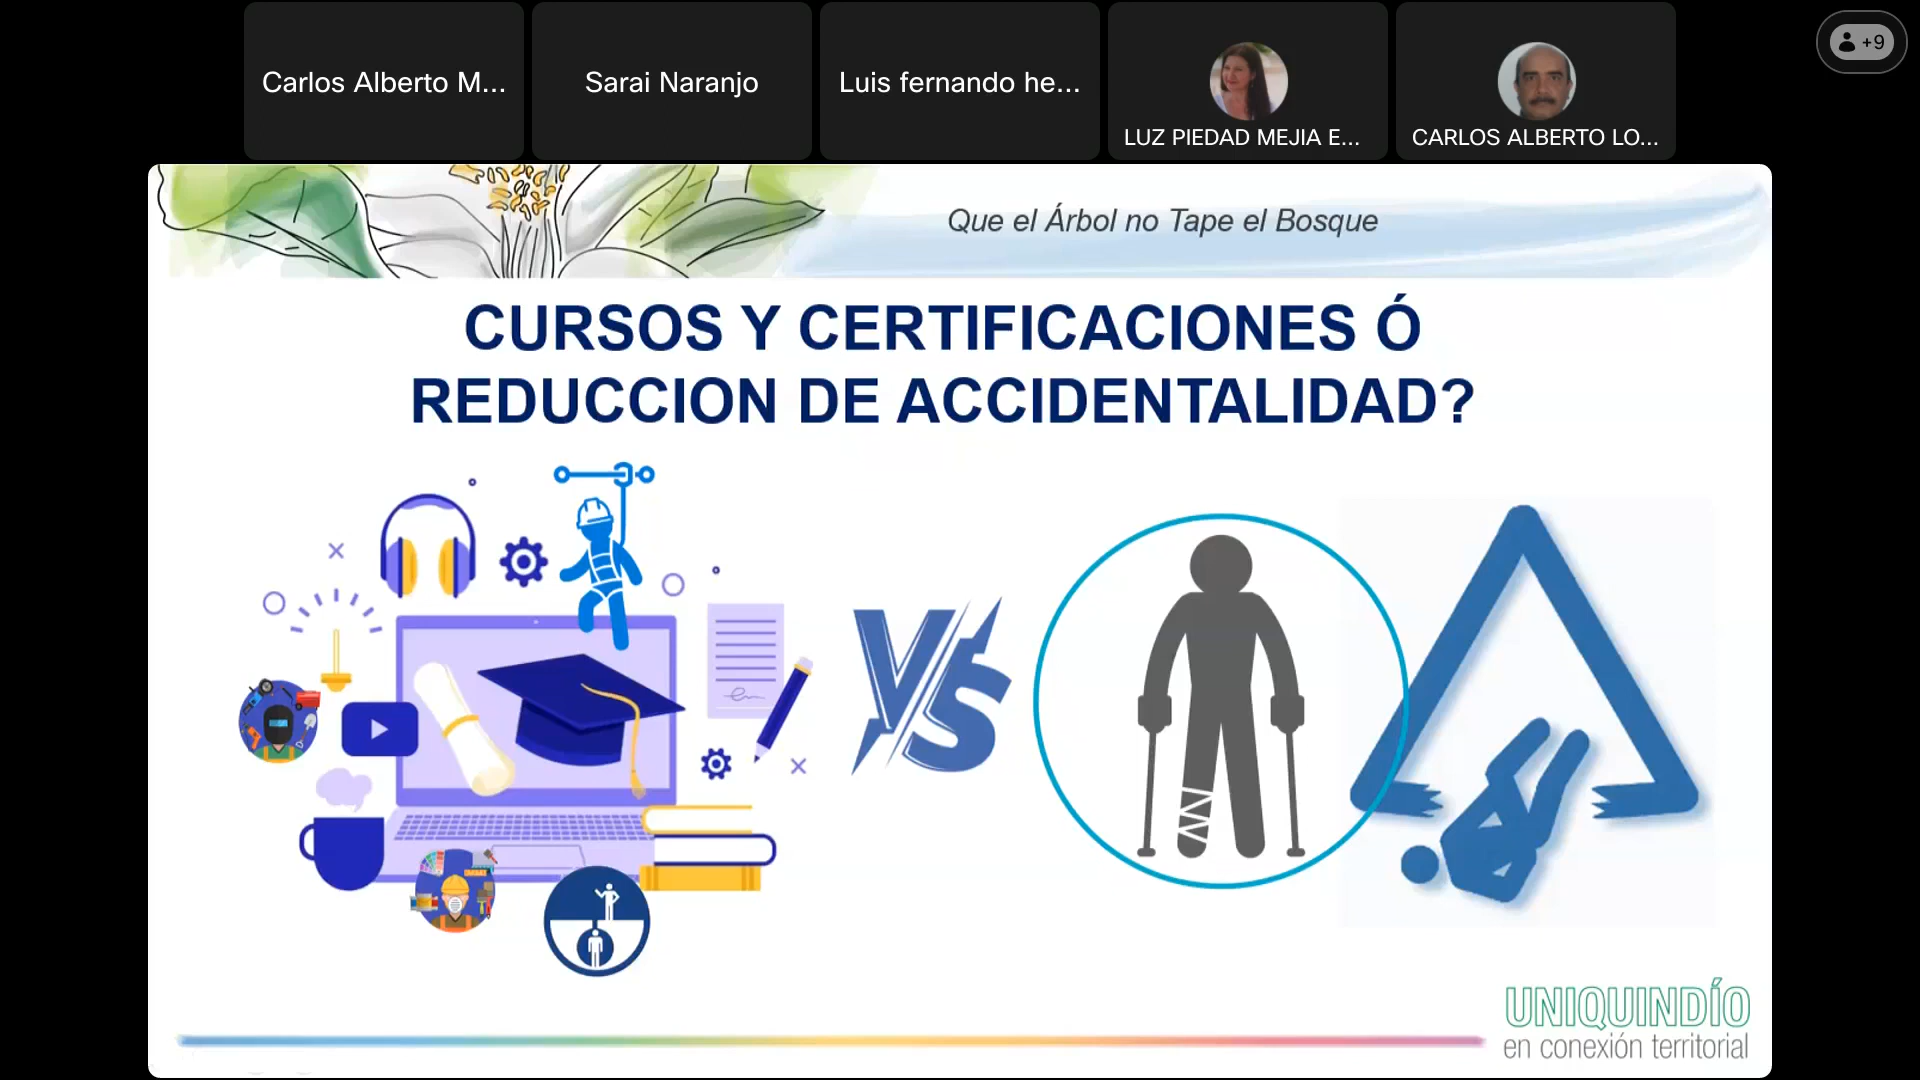 Carlos Alberto M...
Sarai Naranjo
Luis fernando he...
LUZ PIEDAD MEJIA E...
CARLOS ALBERTO LO...
+9
Que el Árbol no Tape el Bosque
CURSOS Y CERTIFICACIONES Ó
REDUCCION DE ACCIDENTALIDAD?
VS
UNIQUINDÍO
en conexión territorial